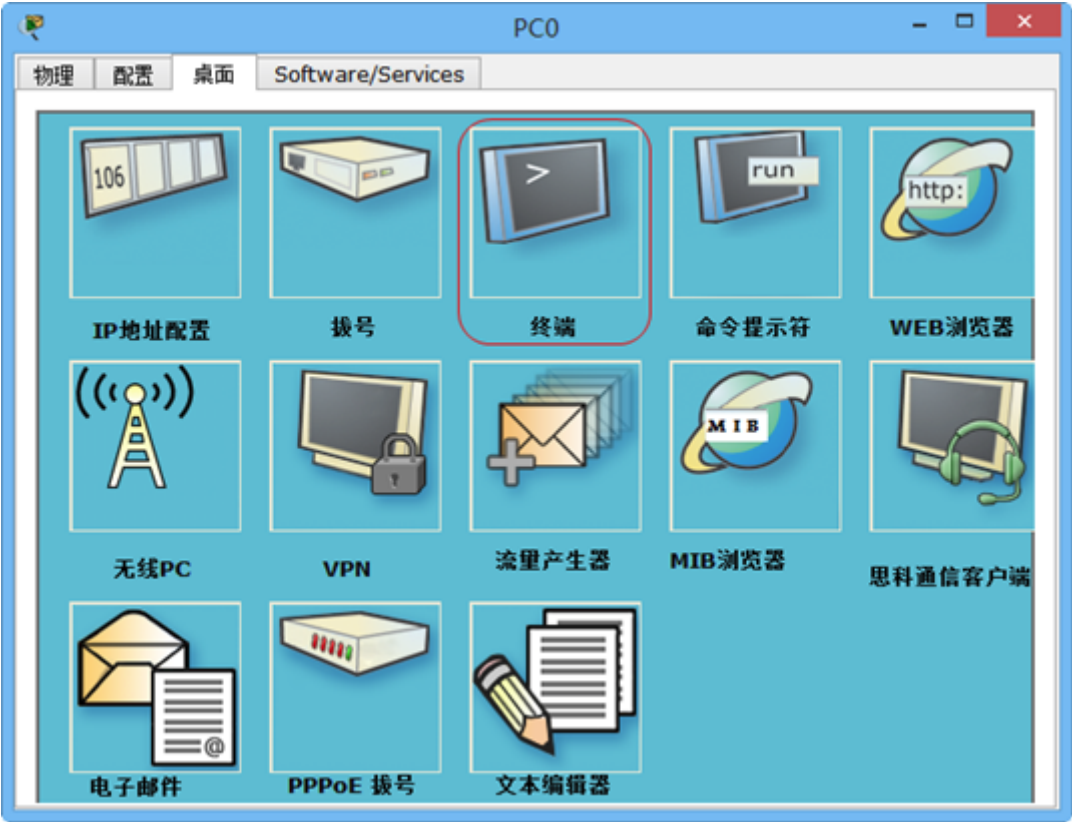 PC0
物理 配置 桌面 Software/Services
106
>
run
http:
IP地址配置 拨号 终端 命令提示符 WEB浏览器
MIB
无线PC VPN 流量产生器 MIB浏览器 思科通信客户端
@
电子邮件 PPPoE 拨号 文本编辑器